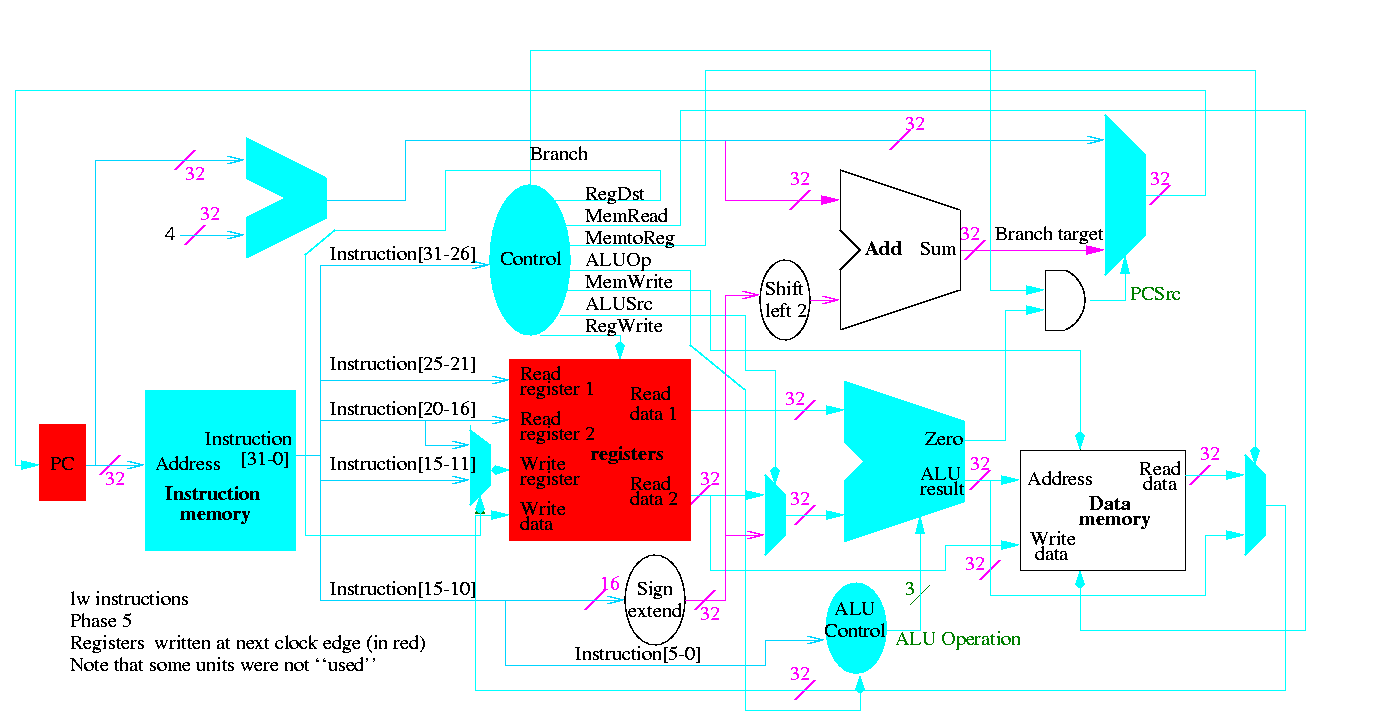 32
32
Branch
32
32
32
4
RegDst
MemRead
MemtoReg
ALUOp
MemWrite
ALUSrc
RegWrite
Control
Instruction[31-26]
Add
Sum
32
Branch target
Shift
left 2
PCSrc
Instruction[25-21]
Instruction[20-16]
Instruction[15-11]
Read
register 1
Read
register 2
Write
register
Write
data
registers
Read
data 1
Read
data 2
32
32
32
Zero
ALU
result
32
PC
32
Instruction
[31-0]
Address
Instruction
memory
Address
Read
data
Data
memory
Write
data
32
32
Instruction[15-10]
16
Sign
extend
32
ALU
Control
3
ALU Operation
Instruction[5-0]
32
lw instructions
Phase 5
Registers  written at next clock edge (in red)
Note that some units were not ‘‘used’’